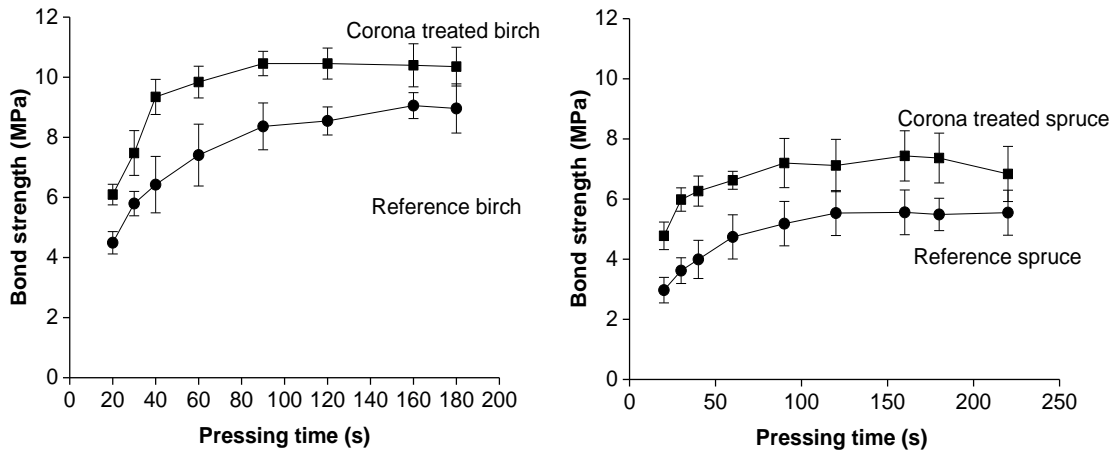 Bond strength (MPa)
12
10
8
6
4
2
0
Corona treated birch
Reference birch
0 20 40 60 80 100 120 140 160 180 200
Pressing time (s)
Bond strength (MPa)
12
10
8
6
4
2
0
Corona treated spruce
Reference spruce
0 50 100 150 200 250
Pressing time (s)